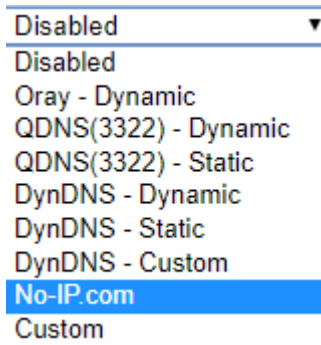 Disabled
Disabled
Oray - Dynamic
QDNS(3322) - Dynamic
QDNS(3322) - Static
DynDNS - Dynamic
DynDNS - Static
DynDNS - Custom
No-IP.com
Custom